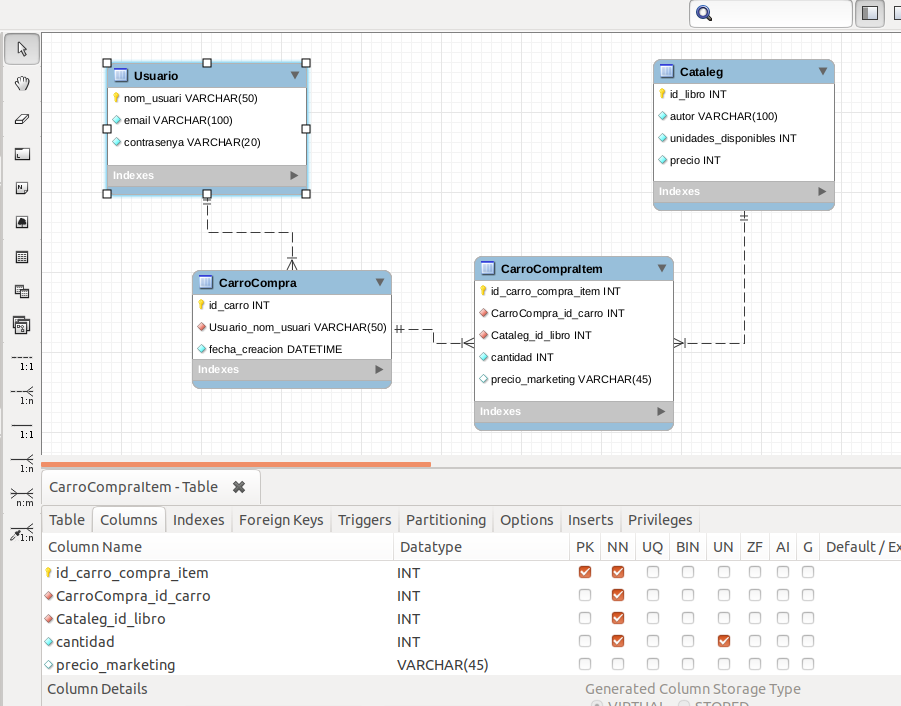 Usuario
nom_usuari VARCHAR(50)
email VARCHAR(100)
contrasenya VARCHAR(20)
Indexes
Cataleg
id_libro INT
autor VARCHAR(100)
unidades_disponibles INT
precio INT
Indexes
CarroCompra
id_carro INT
Usuario_nom_usuari VARCHAR(50)
fecha_creacion DATETIME
Indexes
CarroCompraItem
id_carro_compra_item INT
CarroCompra_id_carro INT
Cataleg_id_libro INT
cantidad INT
precio_marketing VARCHAR(45)
Indexes
1:1
1:n
1:1
1:n
n:m
1:n
CarroCompraItem - Table
Table Columns Indexes Foreign Keys Triggers Partitioning Options Inserts Privileges
Column Name Datatype PK NN UQ BIN UN ZF AI G Default / Ex
id_carro_compra_item INT
CarroCompra_id_carro INT
Cataleg_id_libro INT
cantidad INT
precio_marketing VARCHAR(45)
Column Details Generated Column Storage Type
VIRTUAL STORED